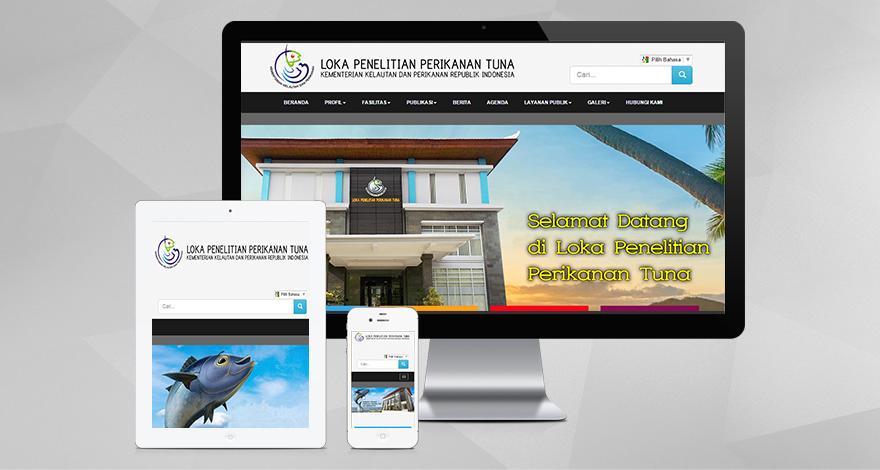 LOKA PENELITIAN PERIKANAN TUNA
KEMENTERIAN KELAUTAN DAN PERIKANAN REPUBLIK INDONESIA
Pilih Bahasa
Cari...
BERANDA PROFIL FASILITAS PUBLIKASI BERITA AGENDA LAYANAN PUBLIK GALERI HUBUNGI KAMI
LOKA PENELITIAN PERIKANAN TUNA
Selamat Datang
di Loka Penelitian
Perikanan Tuna
LOKA PENELITIAN PERIKANAN TUNA
KEMENTERIAN KELAUTAN DAN PERIKANAN REPUBLIK INDONESIA
Pilih Bahasa
Cari...
LOKA PENELITIAN PERIKANAN TUNA
Pilih Bahasa
Cari...